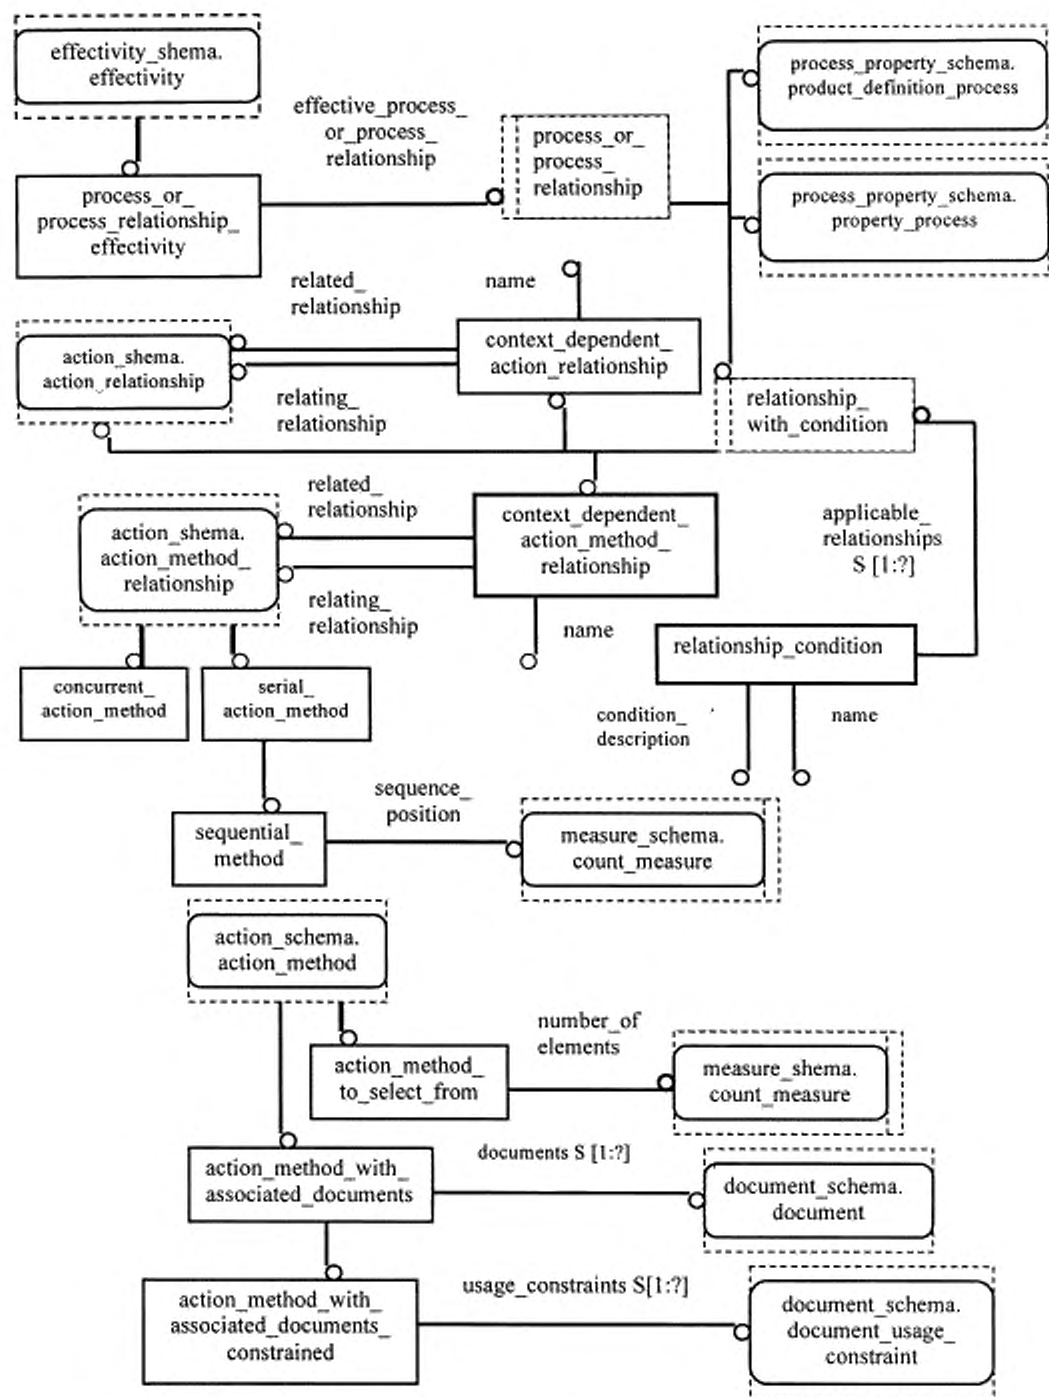 effectivity_shema.
effectivity
effective_process_
or_process_
relationship
process_or_
process_
relationship
process_property_schema.
product_definition_process
process_property_schema.
property_process
process_or_
process_relationship_
effectivity
related_
relationship
name
action_shema.
action_relationship
context_dependent_
action_relationship
relating_
relationship
relationship_
with_condition
related_
relationship
action_shema.
action_method_
relationship
context_dependent_
action_method_
relationship
applicable_
relationships
S [1:?]
relating_
relationship
name
relationship_condition
concurrent_
action_method
serial_
action_method
condition_
description
name
sequence_
position
sequential_
method
measure_schema.
count_measure
action_schema.
action_method
number_of
elements
action_method_
to_select_from
measure_shema.
count_measure
documents S [1:?]
action_method_with_
associated_documents
document_schema.
document
usage_constraints S[1:?]
action_method_with_
associated_documents_
constrained
document_schema.
document_usage_
constraint